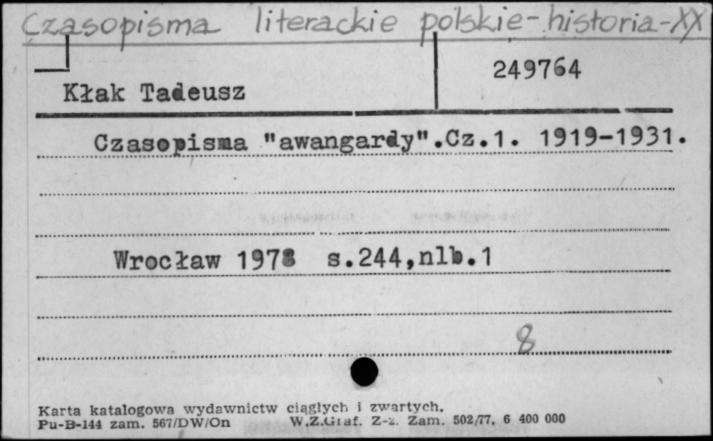 Czasopisma literackie polskie - historia - XX
249764
Kłak Tadeusz
Czasopisma "awangardy".Cz.1. 1919-1931.
Wrocław 1978 s.244,nlb.1
8
Karta katalogowa wydawnictw ciągłych i zwartych.
Pu-B-144 zam. 567/DW/On W.Z.Graf. Z-z. Zam. 502/77. 6 400 000